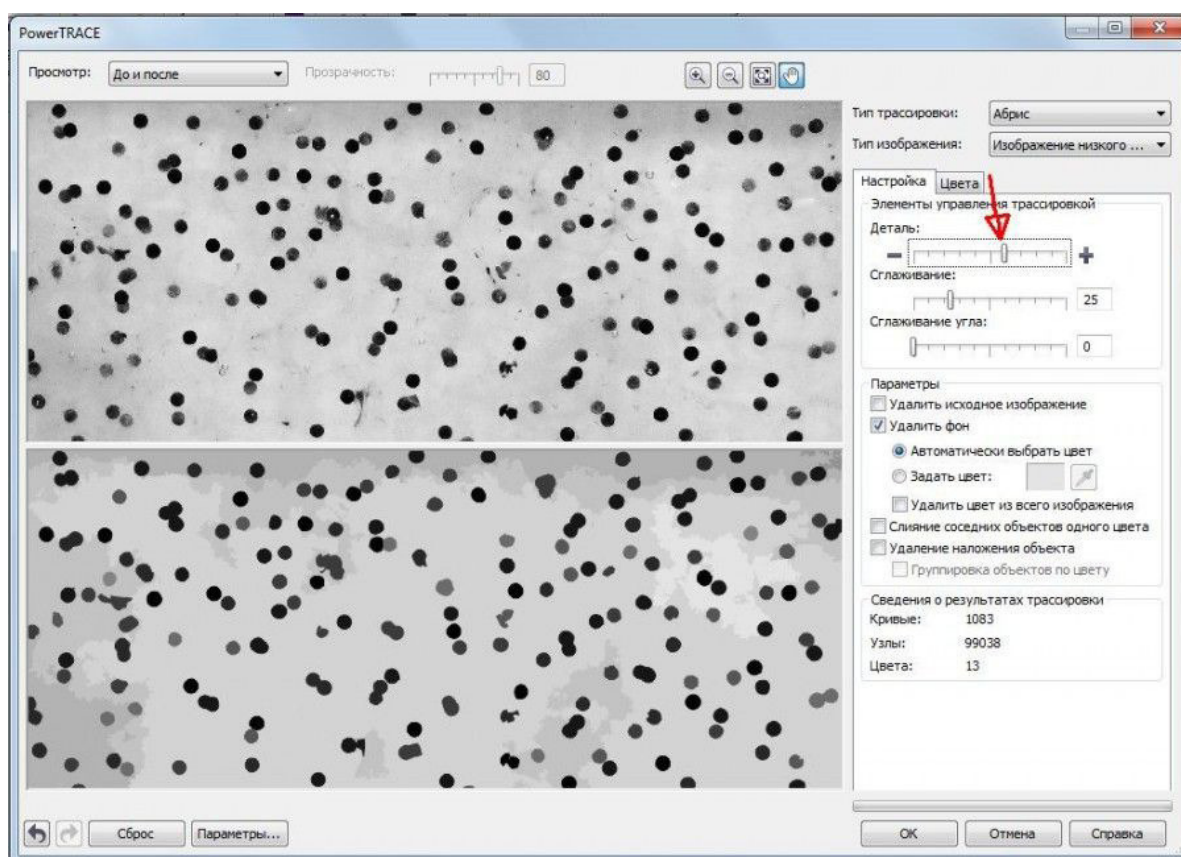 PowerTRACE
Просмотр: До и после Прозрачность: 80
Тип трассировки: Абрис
Тип изображения: Изображение низкого ...
Настройка Цвета
Элементы управления трассировкой
Деталь:
Сглаживание:
25
Сглаживание угла:
0
Параметры
Удалить исходное изображение
Удалить фон
Автоматически выбрать цвет
Задать цвет:
Удалить цвет из всего изображения
Слияние соседних объектов одного цвета
Удаление наложения объекта
Группировка объектов по цвету
Сведения о результатах трассировки
Кривые: 1083
Узлы: 99038
Цвета: 13
Сброс Параметры... ОК Отмена Справка